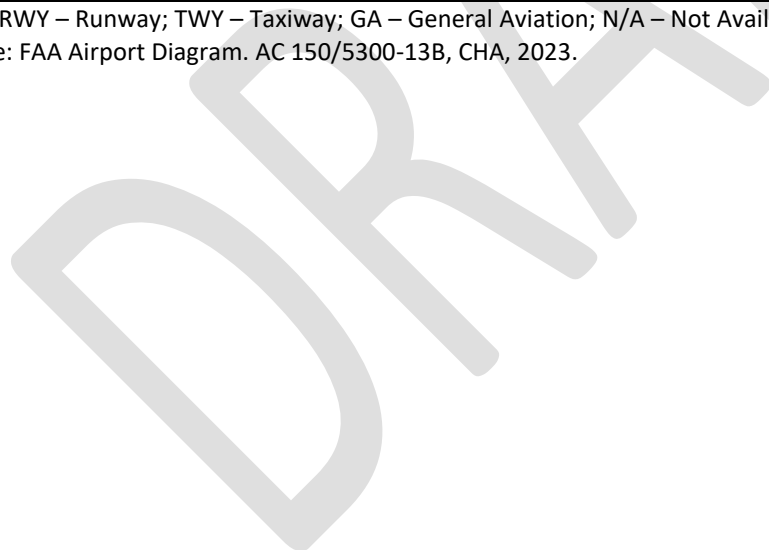 RWY – Runway; TWY – Taxiway; GA – General Aviation; N/A – Not Avail
e: FAA Airport Diagram. AC 150/5300-13B, CHA, 2023.
DRA